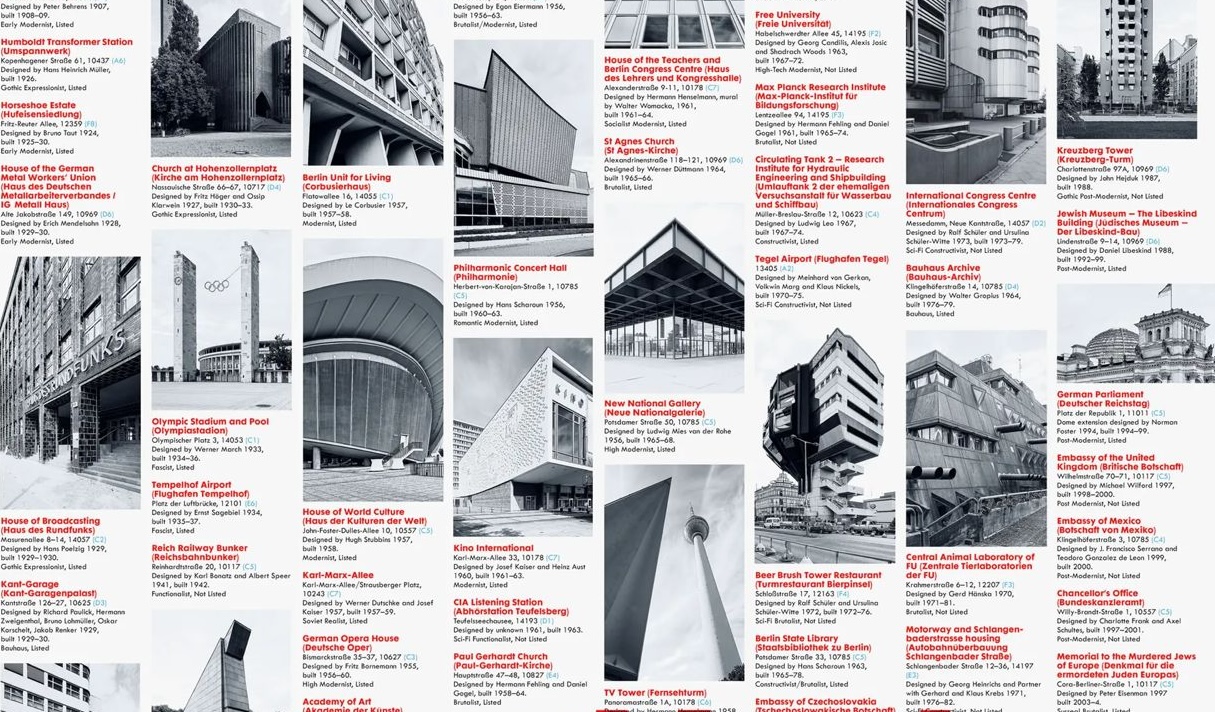 Designed by Peter Behrens 1907,
built 1908–09.
Early Modernist, Listed
Humboldt Transformer Station
(Umspannwerk)
Kopenhagener Straße 61, 10437 (A6)
Designed by Hans Heinrich Müller,
built 1926.
Gothic Expressionist, Listed
Horseshoe Estate
(Hufeisensiedlung)
Fritz-Reuter Allee, 12359 (F8)
Designed by Bruno Taut 1924,
built 1925–30.
Early Modernist, Listed
House of the German
Metal Workers' Union
(Haus des Deutschen
Metallarbeiterverbandes /
IG Metall Haus)
Alte Jakobstraße 149, 10969 (D6)
Designed by Erich Mendelsohn 1928,
built 1929–30.
Early Modernist, Listed
House of Broadcasting
(Haus des Rundfunks)
Masurenallee 8–14, 14057 (C2)
Designed by Hans Poelzig 1929,
built 1929–1930.
Gothic Expressionist, Listed
Kant-Garage
(Kant-Garagenpalast)
Kantstraße 126–27, 10625 (D3)
Designed by Richard Paulick, Hermann
Zweigenthal, Bruno Lohmüller, Oskar
Korschelt, Jakob Renker 1929,
built 1929–30.
Bauhaus, Listed
Church at Hohenzollernplatz
(Kirche am Hohenzollernplatz)
Nassauische Straße 66–67, 10717 (D4)
Designed by Fritz Höger and Ossip
Klarwein 1927, built 1930–33.
Gothic Expressionist, Listed
Olympic Stadium and Pool
(Olympiastadion)
Olympischer Platz 3, 14053 (C1)
Designed by Werner March 1933,
built 1934–36.
Fascist, Listed
Tempelhof Airport
(Flughafen Tempelhof)
Platz der Luftbrücke, 12101 (E6)
Designed by Ernst Sagebiel 1934,
built 1935–37.
Fascist, Listed
Reich Railway Bunker
(Reichsbahnbunker)
Reinhardtstraße 20, 10117 (C5)
Designed by Karl Bonatz and Albert Speer
1941, built 1942.
Functionalist, Not Listed
Berlin Unit for Living
(Corbusierhaus)
Flatowallee 16, 14055 (C1)
Designed by Le Corbusier 1957,
built 1957–58.
Modernist, Listed
House of World Culture
(Haus der Kulturen der Welt)
John-Foster-Dulles-Allee 10, 10557 (C5)
Designed by Hugh Stubbins 1957,
built 1958.
Modernist, Listed
Karl-Marx-Allee
Karl-Marx-Allee/Strausberger Platz,
10243 (C7)
Designed by Werner Dutschke and Josef
Kaiser 1957, built 1957–59.
Soviet Realist, Listed
German Opera House
(Deutsche Oper)
Bismarckstraße 35–37, 10627 (C3)
Designed by Fritz Bornemann 1955,
built 1956–60.
High Modernist, Listed
Academy of Art
(Akademie der Künste)
Designed by Egon Eiermann 1956,
built 1956–63.
Brutalist/Modernist, Listed
Philharmonic Concert Hall
(Philharmonie)
Herbert-von-Karajan-Straße 1, 10785
(C5)
Designed by Hans Scharoun 1956,
built 1960–63.
Romantic Modernist, Listed
KINO
Kino International
Karl-Marx-Allee 33, 10178 (C7)
Designed by Josef Kaiser and Heinz Aust
1960, built 1961–63.
Modernist, Listed
CIA Listening Station
(Abhörstation Teufelsberg)
Teufelsseechausee, 14193 (D1)
Designed by unknown 1961, built 1963.
Sci-Fi Functionalist, Not Listed
Paul Gerhardt Church
(Paul-Gerhardt-Kirche)
Hauptstraße 47–48, 10827 (E4)
Designed by Hermann Fehling and Daniel
Gogel, built 1958–64.
Brutalist, Listed
House of the Teachers and
Berlin Congress Centre (Haus
des Lehrers und Kongresshalle)
Alexanderstraße 9-11, 10178 (C7)
Designed by Hermann Henselmann, mural
by Walter Womacka, 1961,
built 1961–64.
Socialist Modernist, Listed
St Agnes Church
(St Agnes-Kirche)
Alexandrinenstraße 118–121, 10969 (D6)
Designed by Werner Düttmann 1964,
built 1965–66.
Brutalist, Listed
New National Gallery
(Neue Nationalgalerie)
Potsdamer Straße 50, 10785 (C5)
Designed by Ludwig Mies van der Rohe
1956, built 1965–68.
High Modernist, Listed
TV Tower (Fernsehturm)
Panoramastraße 1A, 10178 (C6)
Free University
(Freie Universität)
Habelschwerdter Allee 45, 14195 (F2)
Designed by Georg Candilis, Alexis Josic
and Shadrach Woods 1963,
built 1967–72.
High-Tech Modernist, Not Listed
Max Planck Research Institute
(Max-Planck-Institut für
Bildungsforschung)
Lentzeallee 94, 14195 (F3)
Designed by Hermann Fehling and Daniel
Gogel 1961, built 1965–74.
Brutalist, Not Listed
Circulating Tank 2 – Research
Institute for Hydraulic
Engineering and Shipbuilding
(Umlauftank 2 der ehemaligen
Versuchsanstalt für Wasserbau
und Schiffbau)
Müller-Breslau-Straße 12, 10623 (C4)
Designed by Ludwig Leo 1967,
built 1967–74.
Constructivist, Listed
Tegel Airport (Flughafen Tegel)
13405 (A2)
Designed by Meinhard von Gerkan,
Volkwin Marg and Klaus Nickels,
built 1970–75.
Sci-Fi Constructivist, Not Listed
Beer Brush Tower Restaurant
(Turmrestaurant Bierpinsel)
Schloßstraße 17, 12163 (F4)
Designed by Ralf Schüler and Ursulina
Schüler-Witte 1972, built 1972–76.
Sci-Fi Brutalist, Not Listed
Berlin State Library
(Staatsbibliothek zu Berlin)
Potsdamer Straße 33, 10785 (C5)
Designed by Hans Scharoun 1963,
built 1965–78.
Constructivist/Brutalist, Listed
Embassy of Czechoslovakia
(Tschechoslowakische Botschaft)
International Congress Centre
(Internationales Congress
Centrum)
Messedamm, Neue Kantstraße, 14057 (D2)
Designed by Ralf Schüler and Ursulina
Schüler-Witte 1973, built 1973–79.
Sci-Fi Constructivist, Not Listed
Bauhaus Archive
(Bauhaus-Archiv)
Klingelhöferstraße 14, 10785 (D4)
Designed by Walter Gropius 1964,
built 1976–79.
Bauhaus, Listed
Central Animal Laboratory of
FU (Zentrale Tierlaboratorien
der FU)
Krahmerstraße 6–12, 12207 (F3)
Designed by Gerd Hänska 1970,
built 1971–81.
Brutalist, Not Listed
Motorway and Schlangen-
baderstrasse housing
(Autobahnüberbauung
Schlangenbader Straße)
Schlangenbader Straße 12–36, 14197
(E3)
Designed by Georg Heinrichs and Partner
with Gerhard and Klaus Krebs 1971,
built 1976–82.
Kreuzberg Tower
(Kreuzberg-Turm)
Charlottenstraße 97A, 10969 (D6)
Designed by John Hejduk 1987,
built 1988.
Gothic Post-Modernist, Not Listed
Jewish Museum – The Libeskind
Building (Jüdisches Museum –
Der Libeskind-Bau)
Lindenstraße 9–14, 10969 (D6)
Designed by Daniel Libeskind 1988,
built 1992–99.
Post-Modernist, Listed
German Parliament
(Deutscher Reichstag)
Platz der Republik 1, 11011 (C5)
Dome extension designed by Norman
Foster 1994, built 1994–99.
Post-Modernist, Listed
Embassy of the United
Kingdom (Britische Botschaft)
Wilhelmstraße 70–71, 10117 (C5)
Designed by Michael Wilford 1997,
built 1998–2000.
Post Modernist, Not Listed
Embassy of Mexico
(Botschaft von Mexiko)
Klingelhöferstraße 3, 10785 (C4)
Designed by J. Francisco Serrano and
Teodoro Gonzalez de Leon 1999,
built 2000.
Post-Modernist, Not Listed
Chancellor's Office
(Bundeskanzleramt)
Willy-Brandt-Straße 1, 10557 (C5)
Designed by Charlotte Frank and Axel
Schultes, built 1997–2001.
Post-Modernist, Not Listed
Memorial to the Murdered Jews
of Europe (Denkmal für die
ermordeten Juden Europas)
Cora-Berliner-Straße 1, 10117 (C5)
Designed by Peter Eisenman 1997
built 2003–4.